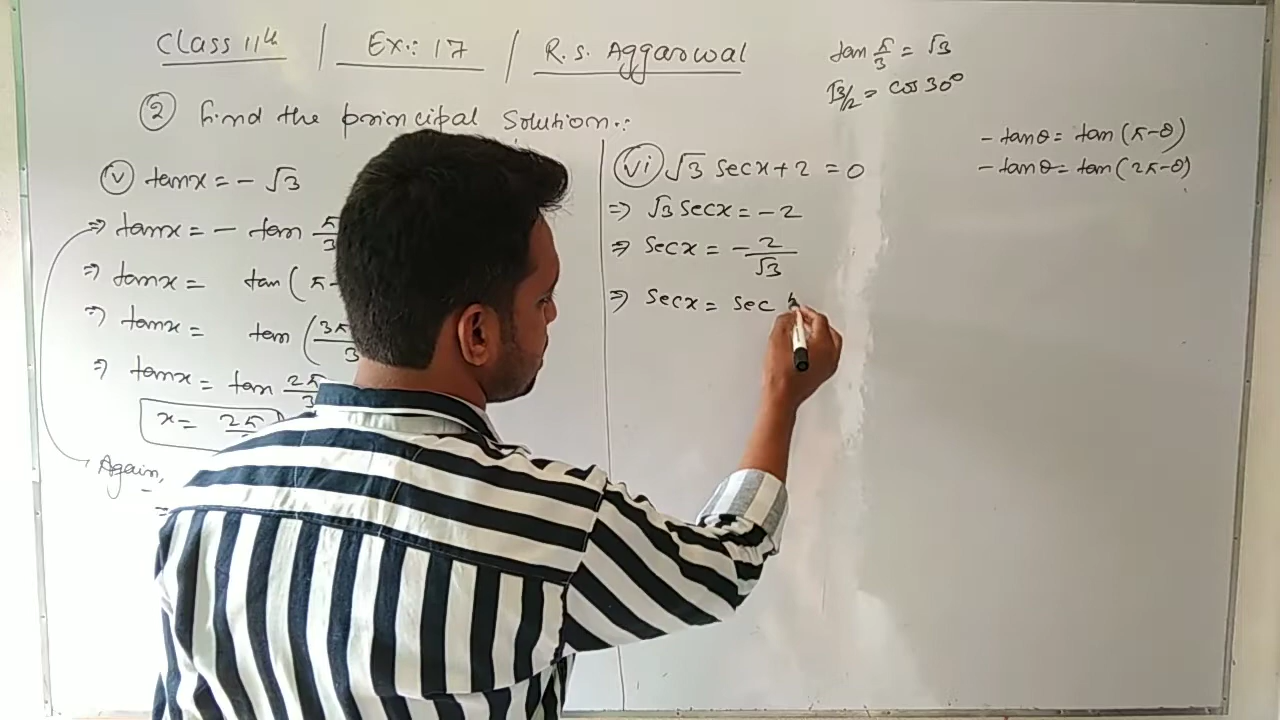 Class 11th / Ex.: 17 / R. S. Aggarwal
tan π/3 = √3
√3/2 = cos 30°
② Find the principal Solution.:
- tanθ = tan (π-θ)
- tanθ = tan (2π-θ)
ⓥ tanx = - √3
⇒ tanx = - tan π/3
⇒ tanx = tan ( π-
⇒ tanx = tan ( 3π
⇒ tanx = tan 2π/3
x = 2π
Again,
=
ⓥⓘ √3 secx + 2 = 0
⇒ √3 secx = - 2
⇒ Secx = - 2/√3
⇒ Secx = Sec